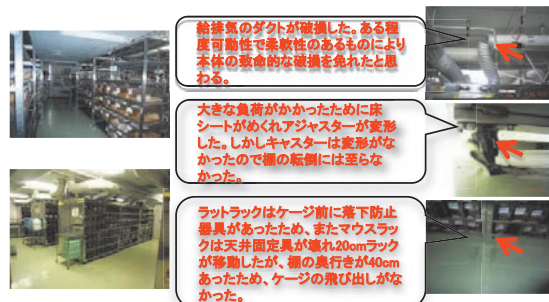 給排気のダクトが破損した。ある程
度可動性で柔軟性のあるものにより
本体の致命的な破損を免れたと思
わる。
大きな負荷がかかったために床
シートがめくれアジャスターが変形
した。しかしキャスターは変形がな
かったので棚の転倒には至らな
かった。
ラットラックはケージ前に落下防止
器具があったため、またマウスラッ
クは天井固定具が壊れ20cmラック
が移動したが、棚の奥行きが40cm
あったため、ケージの飛び出しがな
かった。